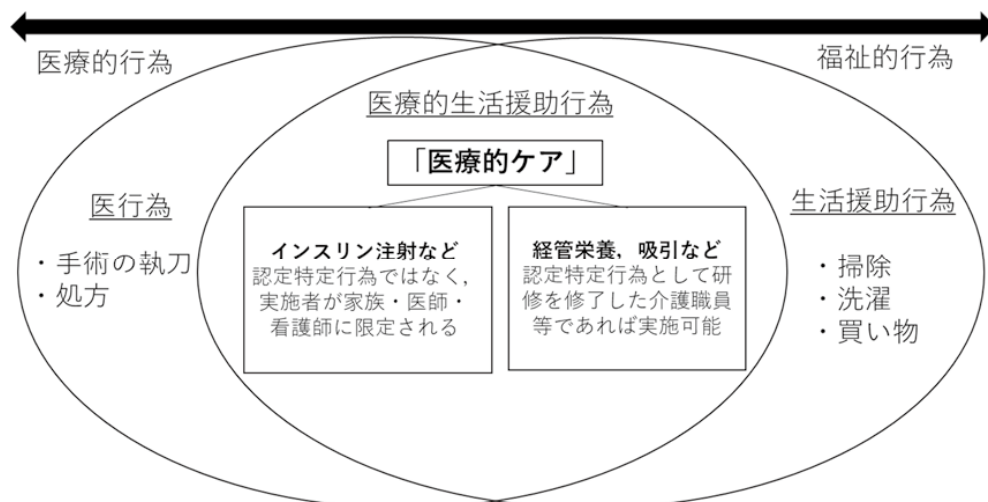 医療的行為
福祉的行為
医療的生活援助行為
「医療的ケア」
医行為
・手術の執刀
・処方
インスリン注射など
認定特定行為ではなく,
実施者が家族・医師・
看護師に限定される
経管栄養，吸引など
認定特定行為として研
修を修了した介護職員
等であれば実施可能
生活援助行為
・掃除
・洗濯
・買い物